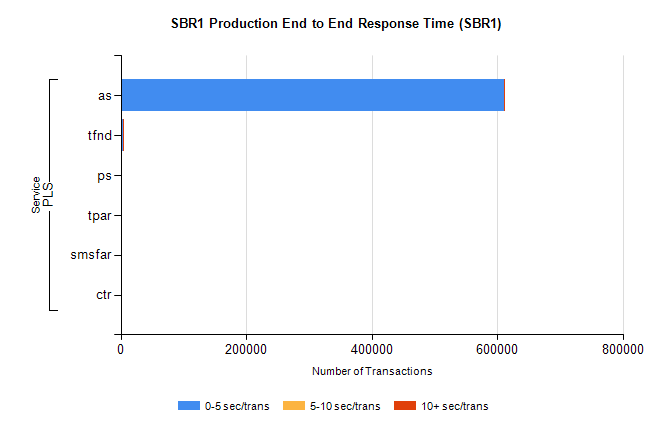 SBR1 Production End to End Response Time (SBR1)
Service
PLS
as
tfnd
ps
tpar
smsfar
ctr
0 200000 400000 600000 800000
Number of Transactions
0-5 sec/trans 5-10 sec/trans 10+ sec/trans